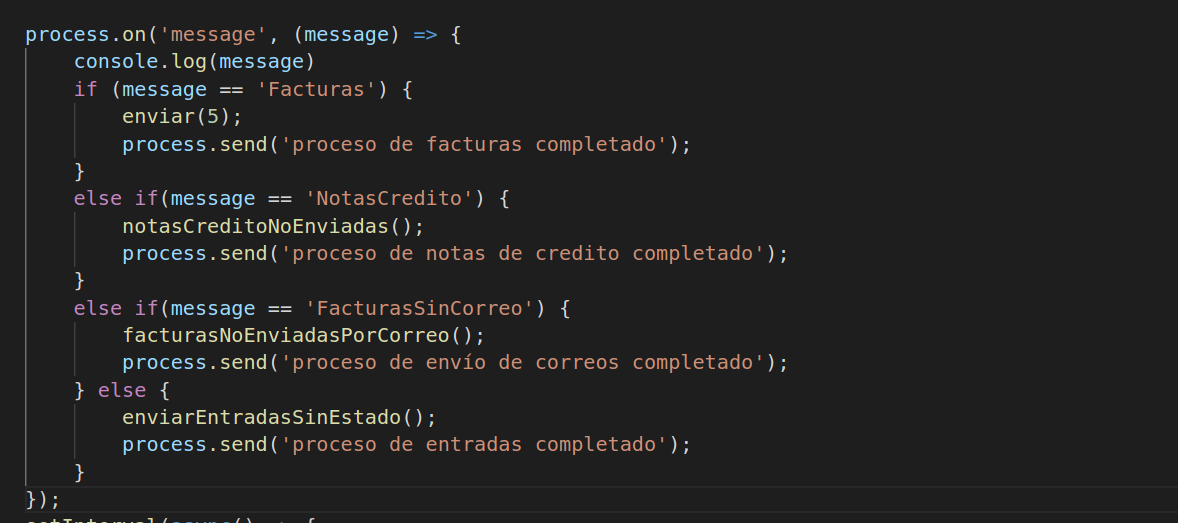 process.on('message', (message) => {
    console.log(message)
    if (message == 'Facturas') {
        enviar(5);
        process.send('proceso de facturas completado');
    }
    else if(message == 'NotasCredito') {
        notasCreditoNoEnviadas();
        process.send('proceso de notas de credito completado');
    }
    else if(message == 'FacturasSinCorreo') {
        facturasNoEnviadasPorCorreo();
        process.send('proceso de envío de correos completado');
    } else {
        enviarEntradasSinEstado();
        process.send('proceso de entradas completado');
    }
});